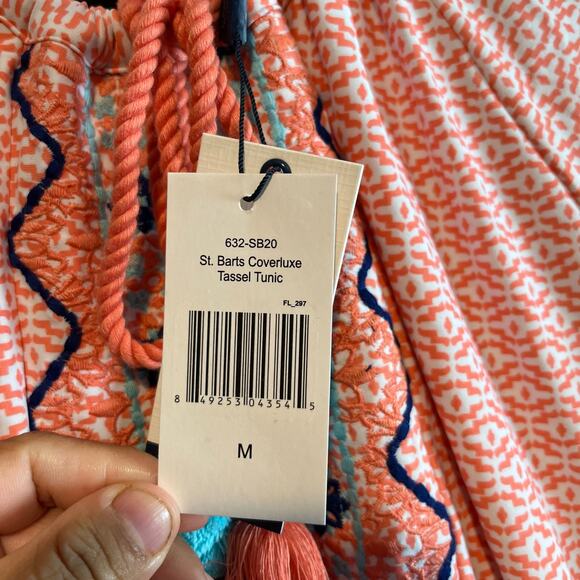 632-SB20
St. Barts Coverluxe
Tassel Tunic
FL_297
8 49253 04354 5
M